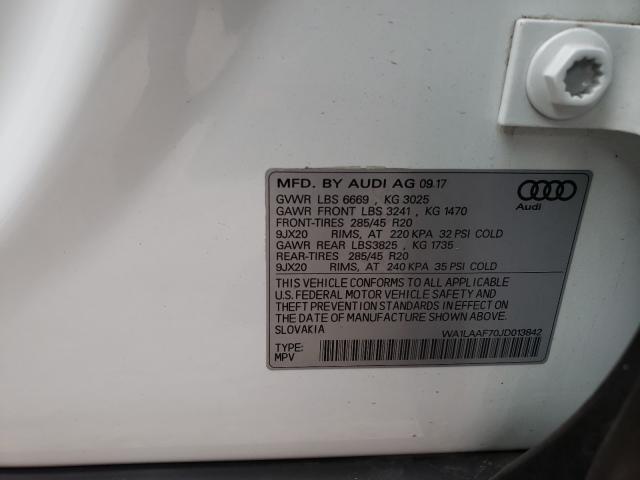 MFD. BY AUDI AG 09.17
GVWR LBS 6669 , KG 3025
GAWR FRONT LBS 3241 , KG 1470
FRONT-TIRES 285/45 R20
9JX20 RIMS, AT 220 KPA 32 PSI COLD
GAWR REAR LBS3825 , KG 1735
REAR-TIRES 285/45 R20
9JX20 RIMS, AT 240 KPA 35 PSI COLD
Audi
THIS VEHICLE CONFORMS TO ALL APPLICABLE
U.S. FEDERAL MOTOR VEHICLE SAFETY AND
THEFT PREVENTION STANDARDS IN EFFECT ON
THE DATE OF MANUFACTURE SHOWN ABOVE.
SLOVAKIA
WA1LAAF70JD013842
TYPE:
MPV